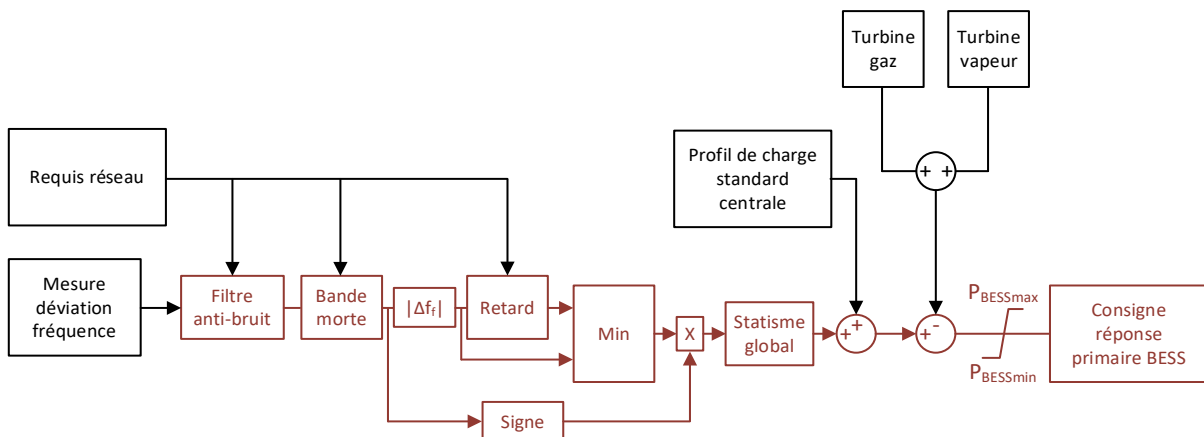 Turbine
gaz
Turbine
vapeur
Requis réseau
Profil de charge
standard
centrale
+ +
Mesure
déviation
fréquence
Filtre
anti-bruit
Bande
morte
|Δf_f|
Retard
Min
X
Statisme
global
+ +
+ -
P_BESSmax
P_BESSmin
Consigne
réponse
primaire BESS
Signe